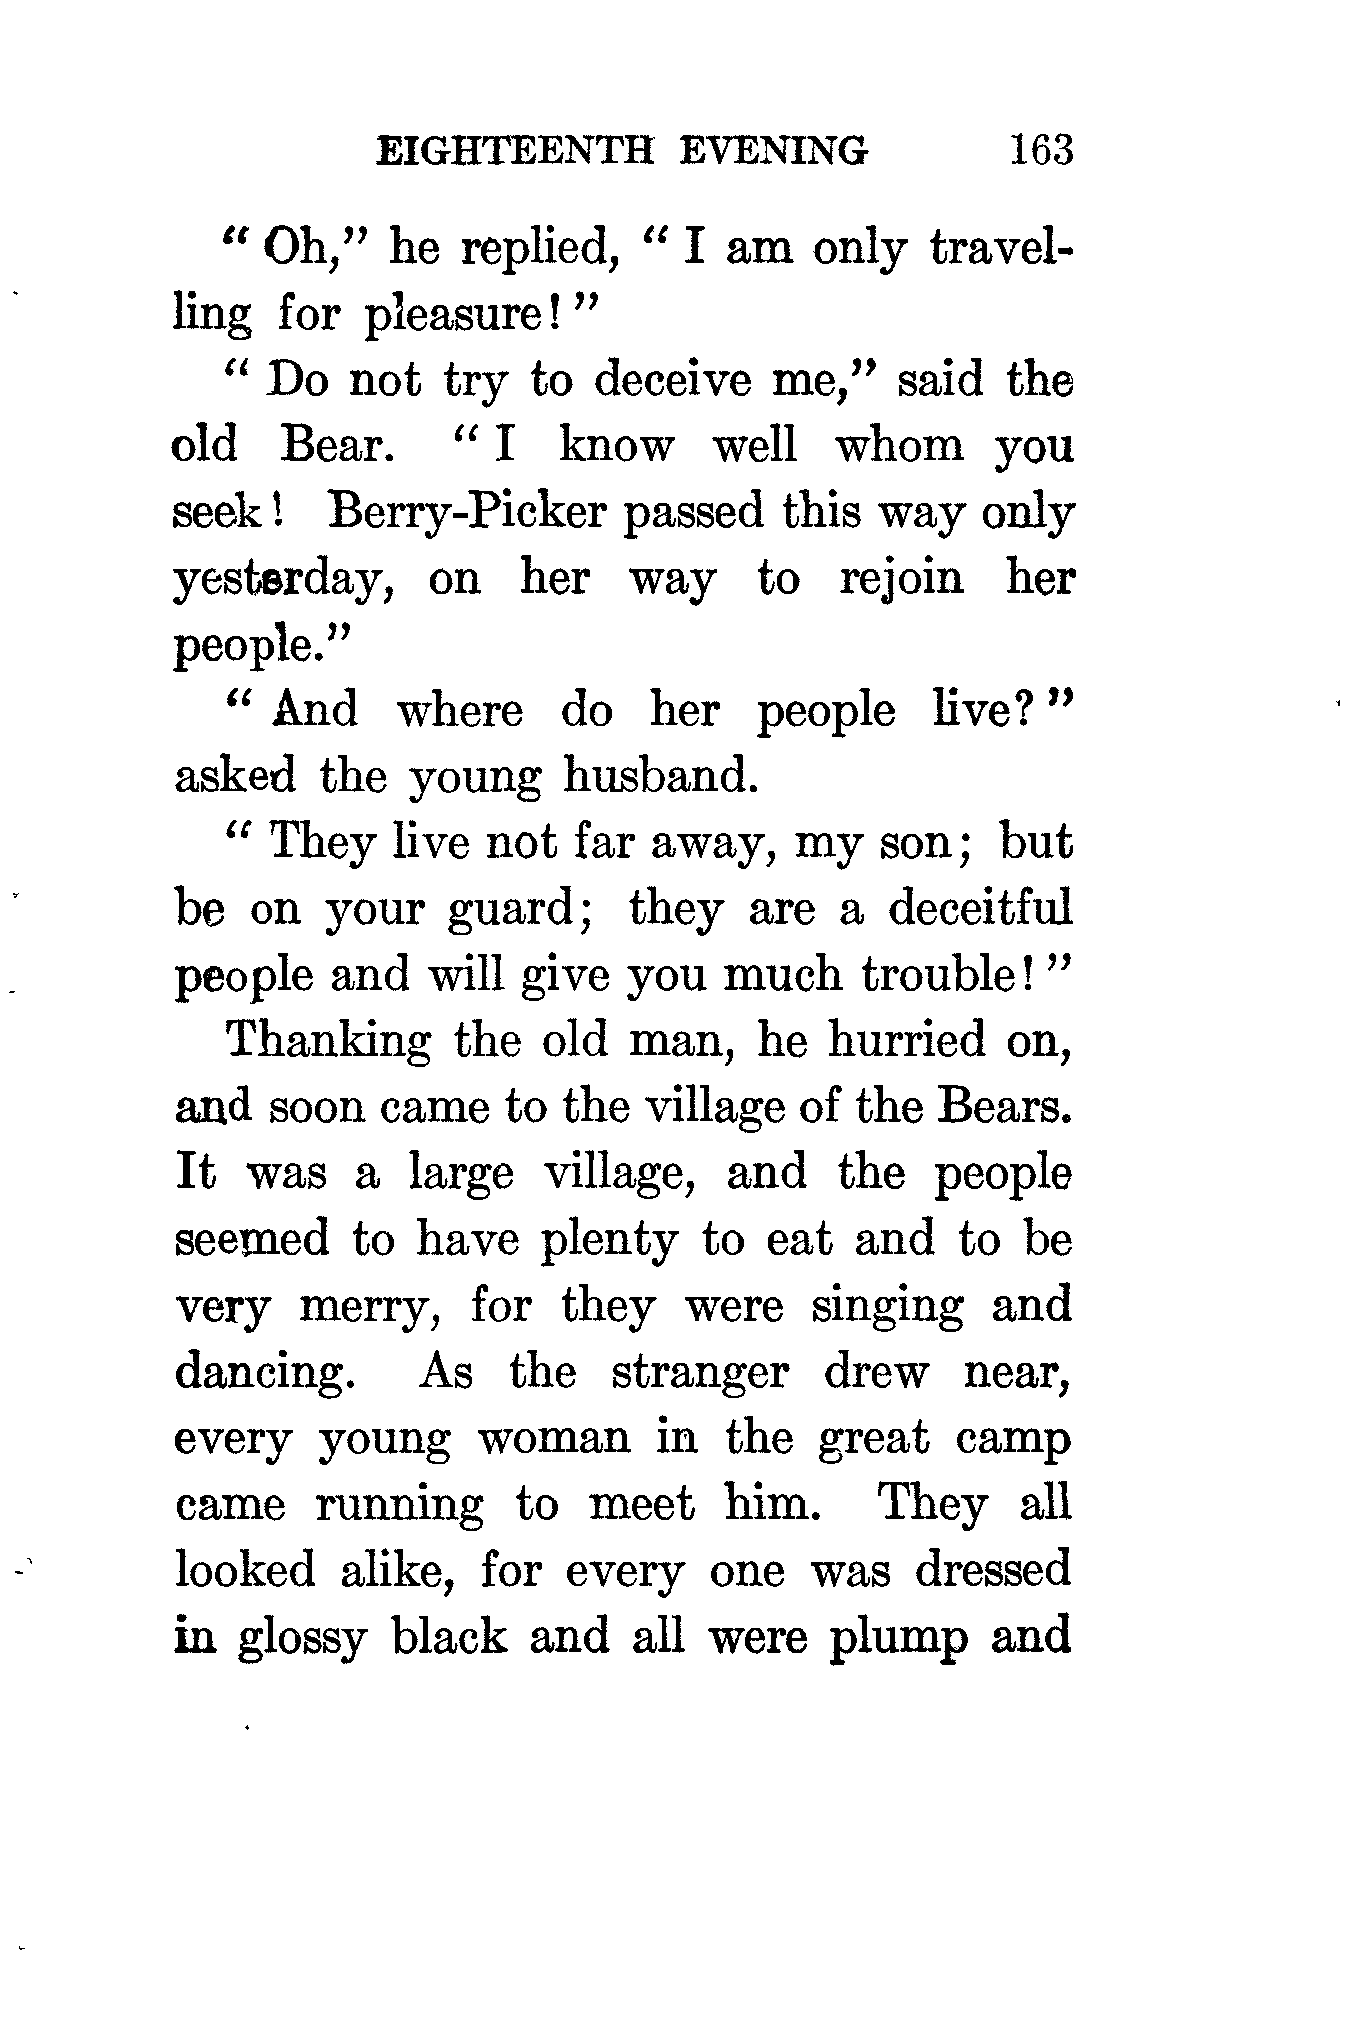 EIGHTEENTH EVENING 163
" Oh," he replied, " I am only travel-
ling for pleasure! "
" Do not try to deceive me," said the
old Bear. " I know well whom you
seek! Berry-Picker passed this way only
yesterday, on her way to rejoin her
people."
" And where do her people live? "
asked the young husband.
" They live not far away, my son; but
be on your guard; they are a deceitful
people and will give you much trouble! "
Thanking the old man, he hurried on,
and soon came to the village of the Bears.
It was a large village, and the people
seemed to have plenty to eat and to be
very merry, for they were singing and
dancing. As the stranger drew near,
every young woman in the great camp
came running to meet him. They all
looked alike, for every one was dressed
in glossy black and all were plump and